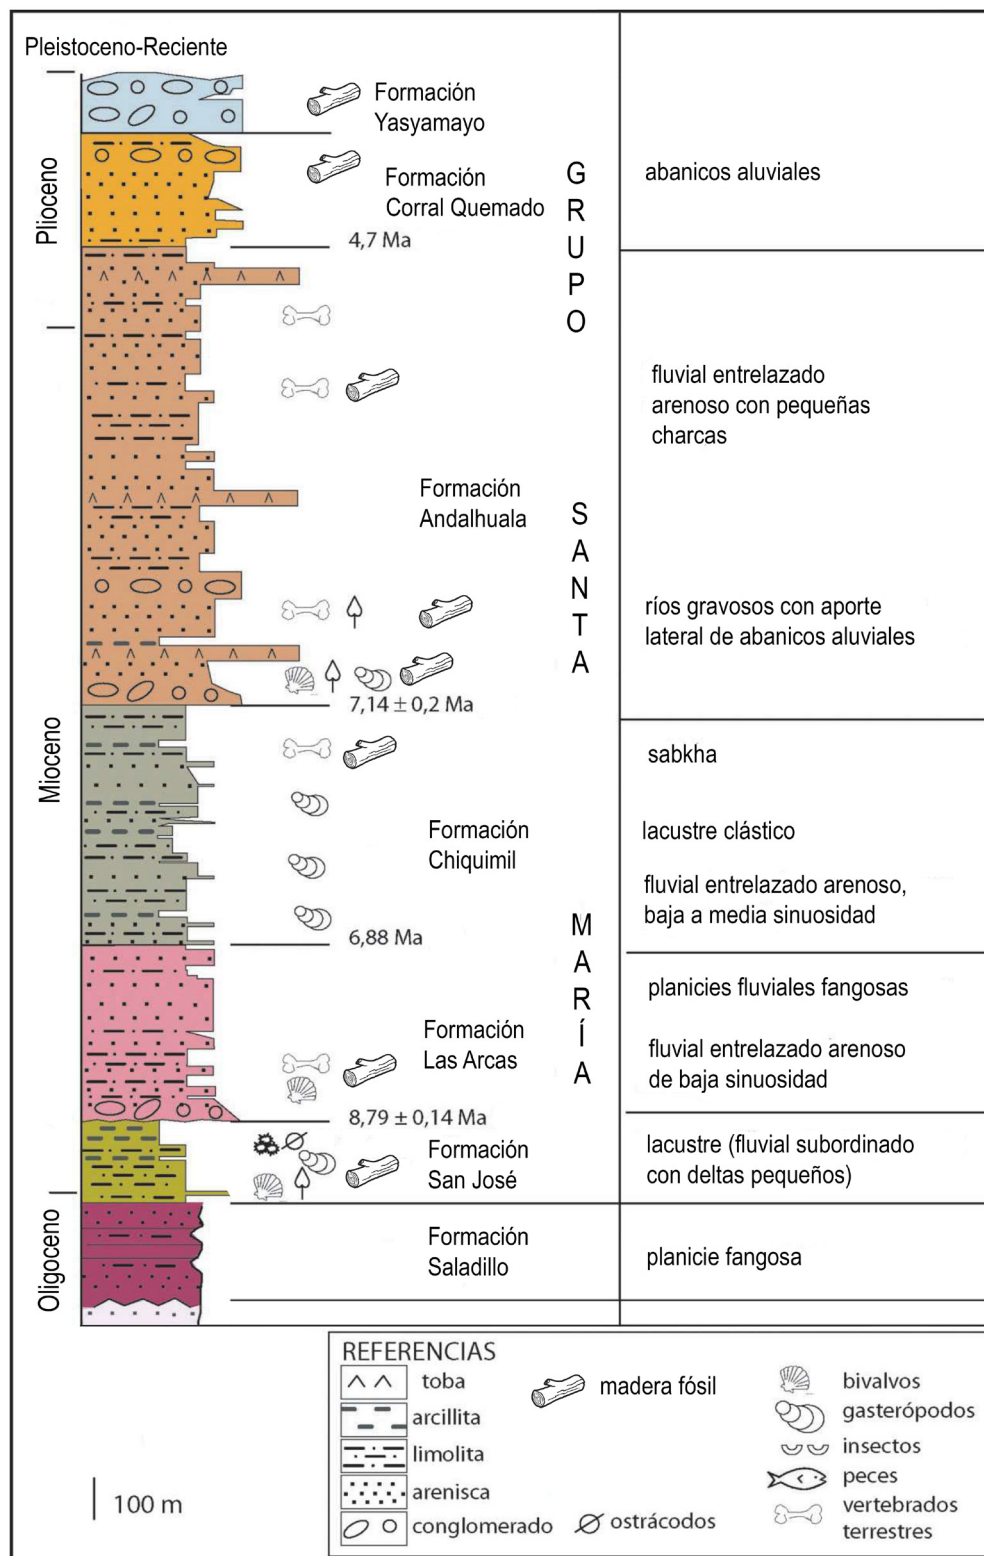 Pleistoceno-Reciente
Plioceno
Mioceno
Oligoceno
Formación
Yasyamayo
Formación
Corral Quemado
4,7 Ma
Formación
Andalhuala
7,14 ± 0,2 Ma
Formación
Chiquimil
6,88 Ma
Formación
Las Arcas
8,79 ± 0,14 Ma
Formación
San José
Formación
Saladillo
GRUPO
SANTA
MARÍA
abanicos aluviales
fluvial entrelazado
arenoso con pequeñas
charcas
ríos gravosos con aporte
lateral de abanicos aluviales
sabkha
lacustre clástico
fluvial entrelazado arenoso,
baja a media sinuosidad
planicies fluviales fangosas
fluvial entrelazado arenoso
de baja sinuosidad
lacustre (fluvial subordinado
con deltas pequeños)
planicie fangosa
100 m
REFERENCIAS
toba
arcillita
limolita
arenisca
conglomerado
madera fósil
ostrácodos
bivalvos
gasterópodos
insectos
peces
vertebrados
terrestres